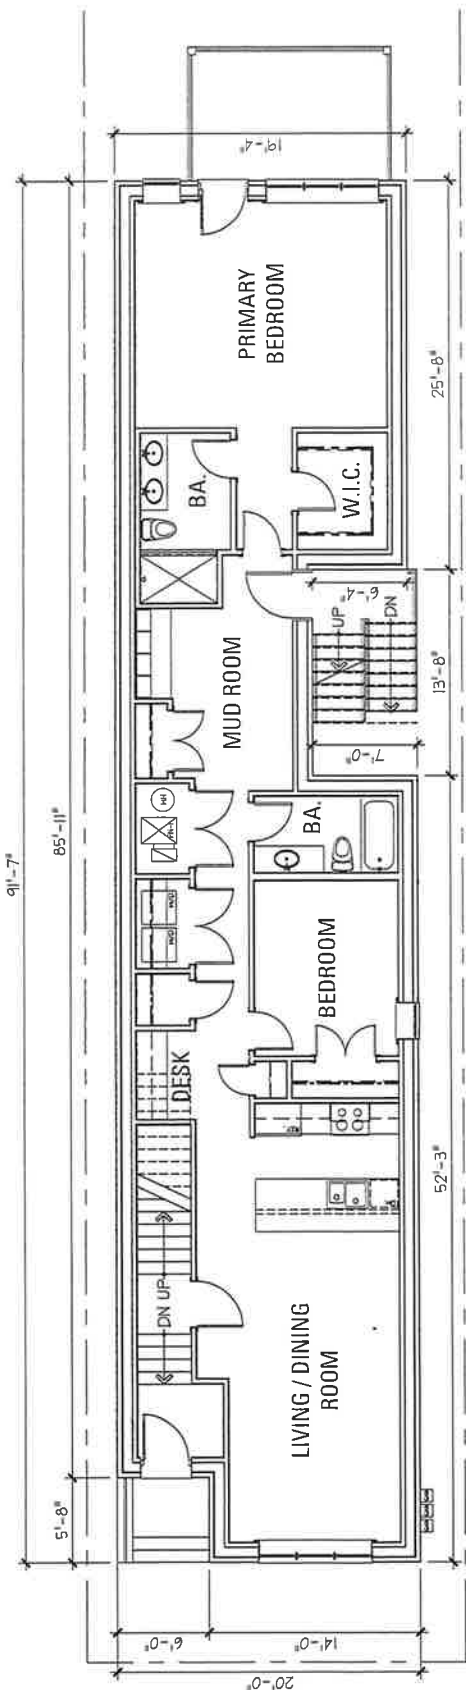 91'-7"
85'-11"
5'-8"
19'-4"
PRIMARY
BEDROOM
BA.
W.I.C.
25'-8"
6'-4"
UP
DN
13'-8"
7'-0"
MUD ROOM
WH
BA.
W/D
W/D
BEDROOM
DESK
52'-3"
DN UP
LIVING / DINING
ROOM
6'-0"
14'-0"
20'-0"